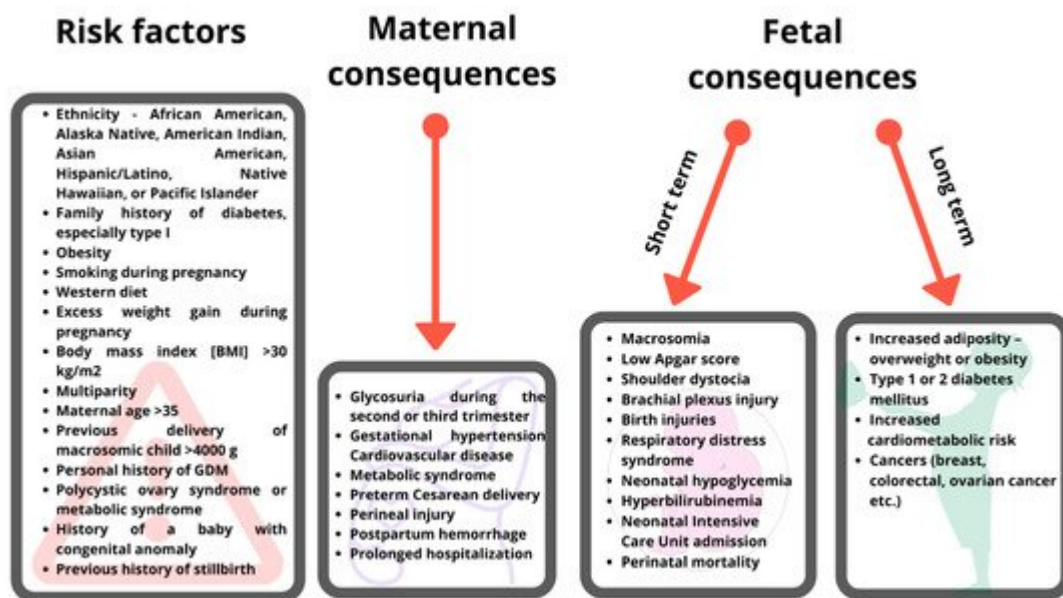 Risk factors
• Ethnicity - African American,
Alaska Native, American Indian,
Asian American,
Hispanic/Latino, Native
Hawaiian, or Pacific Islander
• Family history of diabetes,
especially type I
• Obesity
• Smoking during pregnancy
• Western diet
• Excess weight gain during
pregnancy
• Body mass index [BMI] >30
kg/m2
• Multiparity
• Maternal age >35
• Previous delivery of
macrosomic child >4000 g
• Personal history of GDM
• Polycystic ovary syndrome or
metabolic syndrome
• History of a baby with
congenital anomaly
• Previous history of stillbirth
Maternal
consequences
• Glycosuria during the
second or third trimester
• Gestational hypertension
Cardiovascular disease
• Metabolic syndrome
• Preterm Cesarean delivery
• Perineal injury
• Postpartum hemorrhage
• Prolonged hospitalization
Fetal
consequences
Short term
• Macrosomia
• Low Apgar score
• Shoulder dystocia
• Brachial plexus injury
• Birth injuries
• Respiratory distress
syndrome
• Neonatal hypoglycemia
• Hyperbilirubinemia
• Neonatal Intensive
Care Unit admission
• Perinatal mortality
Long term
• Increased adiposity –
overweight or obesity
• Type 1 or 2 diabetes
mellitus
• Increased
cardiometabolic risk
• Cancers (breast,
colorectal, ovarian cancer
etc.)